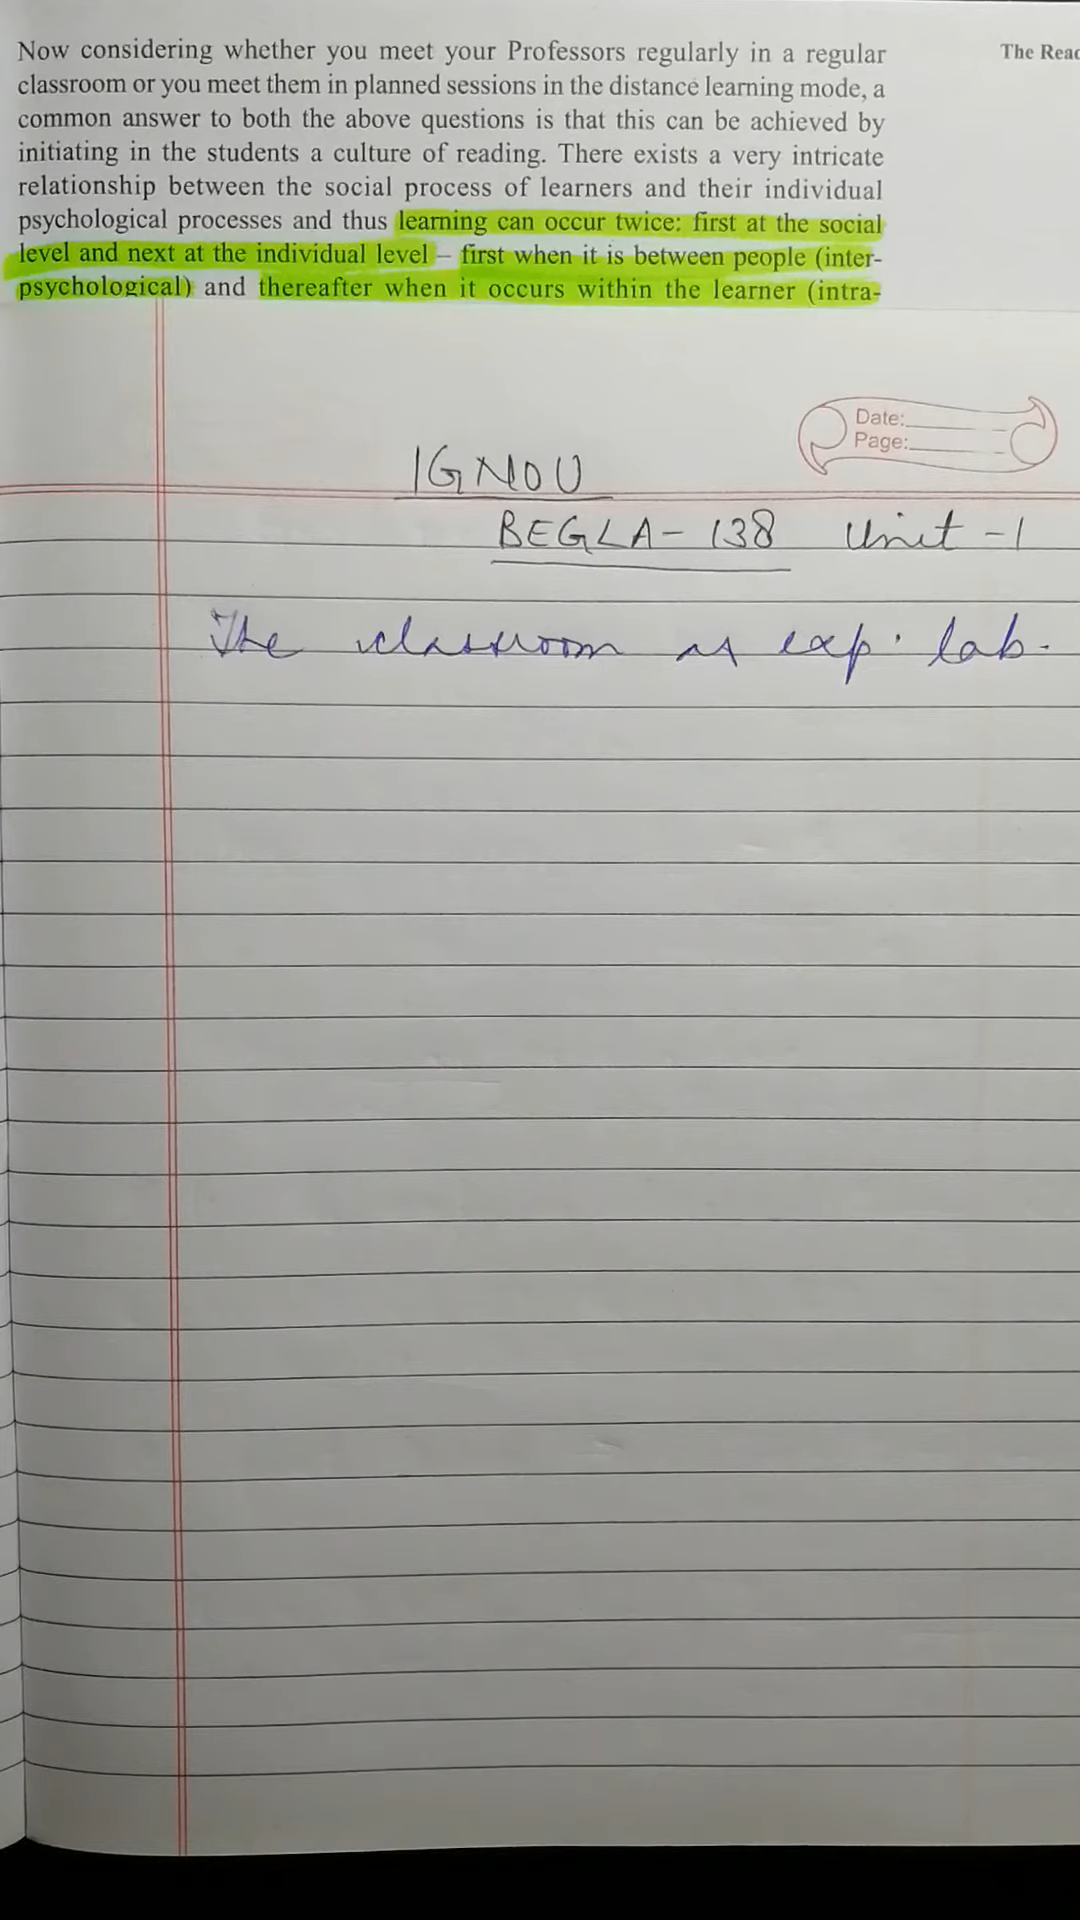 Now considering whether you meet your Professors regularly in a regular
The Read
classroom or you meet them in planned sessions in the distance learning mode, a
common answer to both the above questions is that this can be achieved by
initiating in the students a culture of reading. There exists a very intricate
relationship between the social process of learners and their individual
psychological processes and thus learning can occur twice: first at the social
level and next at the individual level – first when it is between people (inter-
psychological) and thereafter when it occurs within the learner (intra-
Date:
Page:
IGNOU
BEGLA-138 Unit-1
The classroom as exp. lab.